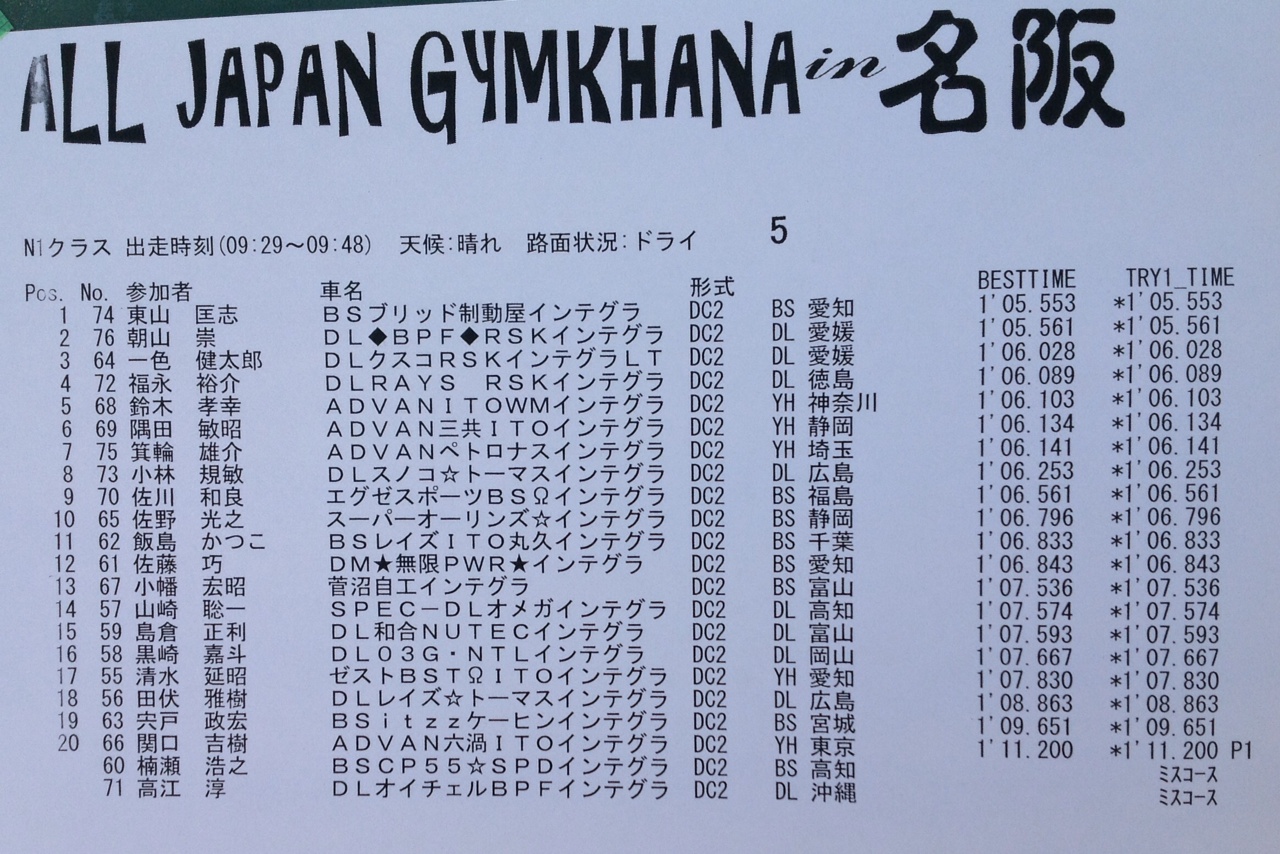 ALL JAPAN GYMKHANA in 名阪
5
N1クラス 出走時刻(09:29～09:48) 天候:晴れ 路面状況:ドライ
Pos. No. 参加者 車名 形式 BESTTIME TRY1_TIME
1 74 東山 匡志 ＢＳブリッド制動屋インテグラ DC2 BS 愛知 1'05.553 *1'05.553
2 76 朝山 崇 ＤＬ◆ＢＰＦ◆ＲＳＫインテグラ DC2 DL 愛媛 1'05.561 *1'05.561
3 64 一色 健太郎 ＤＬクスコＲＳＫインテグラＬＴ DC2 DL 愛媛 1'06.028 *1'06.028
4 72 福永 裕介 ＤＬＲＡＹＳ　ＲＳＫインテグラ DC2 DL 徳島 1'06.089 *1'06.089
5 68 鈴木 孝幸 ＡＤＶＡＮＩＴＯＷＭインテグラ DC2 YH 神奈川 1'06.103 *1'06.103
6 69 隅田 敏昭 ＡＤＶＡＮ三共ＩＴＯインテグラ DC2 YH 静岡 1'06.134 *1'06.134
7 75 箕輪 雄介 ＡＤＶＡＮペトロナスインテグラ DC2 YH 埼玉 1'06.141 *1'06.141
8 73 小林 規敏 ＤＬスノコ☆トーマスインテグラ DC2 DL 広島 1'06.253 *1'06.253
9 70 佐川 和良 エグゼスポーツＢＳΩインテグラ DC2 BS 福島 1'06.561 *1'06.561
10 65 佐野 光之 スーパーオーリンズ☆インテグラ DC2 BS 静岡 1'06.796 *1'06.796
11 62 飯島 かつこ ＢＳレイズＩＴＯ丸久インテグラ DC2 BS 千葉 1'06.833 *1'06.833
12 61 佐藤 巧 ＤＭ★無限ＰＷＲ★インテグラ DC2 BS 愛知 1'06.843 *1'06.843
13 67 小幡 宏昭 菅沼自工インテグラ DC2 BS 富山 1'07.536 *1'07.536
14 57 山崎 聡一 ＳＰＥＣ－ＤＬオメガインテグラ DC2 DL 高知 1'07.574 *1'07.574
15 59 島倉 正利 ＤＬ和合ＮＵＴＥＣインテグラ DC2 DL 富山 1'07.593 *1'07.593
16 58 黒崎 嘉斗 ＤＬ０３Ｇ・ＮＴＬインテグラ DC2 DL 岡山 1'07.667 *1'07.667
17 55 清水 延昭 ゼストＢＳＴΩＩＴＯインテグラ DC2 YH 愛知 1'07.830 *1'07.830
18 56 田伏 雅樹 ＤＬレイズ☆トーマスインテグラ DC2 DL 広島 1'08.863 *1'08.863
19 63 宍戸 政宏 ＢＳｉｔｚｚケーヒンインテグラ DC2 BS 宮城 1'09.651 *1'09.651
20 66 関口 吉樹 ＡＤＶＡＮ六渦ＩＴＯインテグラ DC2 YH 東京 1'11.200 *1'11.200 P1
60 楠瀬 浩之 ＢＳＣＰ５５☆ＳＰＤインテグラ DC2 BS 高知 ﾐｽｺｰｽ
71 高江 淳 ＤＬオイチェルＢＰＦインテグラ DC2 DL 沖縄 ﾐｽｺｰｽ